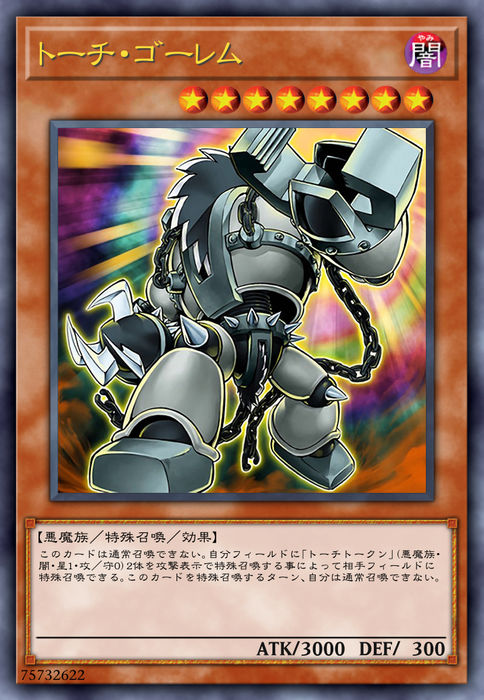 トーチ・ゴーレム
やみ
闇
【悪魔族／特殊召喚／効果】
このカードは通常召喚できない。自分フィールドに「トーチトークン」(悪魔族・
闇・星1・攻／守0)2体を攻撃表示で特殊召喚する事によって相手フィールドに
特殊召喚できる。このカードを特殊召喚するターン、自分は通常召喚できない。
ATK/3000 DEF/ 300
75732622